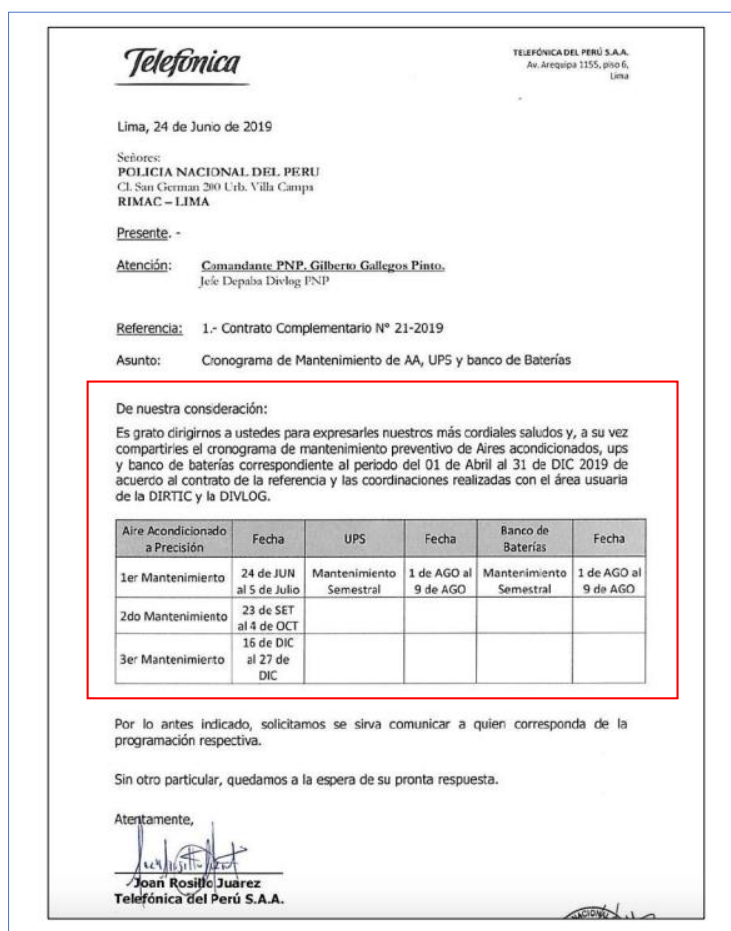 Telefónica
TELEFÓNICA DEL PERÚ S.A.A.
Av. Arequipa 1155, piso 6,
Lima
Lima, 24 de Junio de 2019
Señores:
POLICIA NACIONAL DEL PERU
Cl. San German 200 Urb. Villa Campa
RIMAC – LIMA
Presente. -
Atención: Comandante PNP. Gilberto Gallegos Pinto.
Jefe Depaba Divlog PNP
Referencia: 1.- Contrato Complementario N° 21-2019
Asunto: Cronograma de Mantenimiento de AA, UPS y banco de Baterías
De nuestra consideración:
Es grato dirigirnos a ustedes para expresarles nuestros más cordiales saludos y, a su vez
compartirles el cronograma de mantenimiento preventivo de Aires acondicionados, ups
y banco de baterías correspondiente al periodo del 01 de Abril al 31 de DIC 2019 de
acuerdo al contrato de la referencia y las coordinaciones realizadas con el área usuaria
de la DIRTIC y la DIVLOG.
Aire Acondicionado a Precisión Fecha UPS Fecha Banco de Baterías Fecha
1er Mantenimiento 24 de JUN al 5 de Julio Mantenimiento Semestral 1 de AGO al 9 de AGO Mantenimiento Semestral 1 de AGO al 9 de AGO
2do Mantenimiento 23 de SET al 4 de OCT
3er Mantenimiento 16 de DIC al 27 de DIC
Por lo antes indicado, solicitamos se sirva comunicar a quien corresponda de la
programación respectiva.
Sin otro particular, quedamos a la espera de su pronta respuesta.
Atentamente,
Joan Rosillo Juarez
Telefónica del Perú S.A.A.